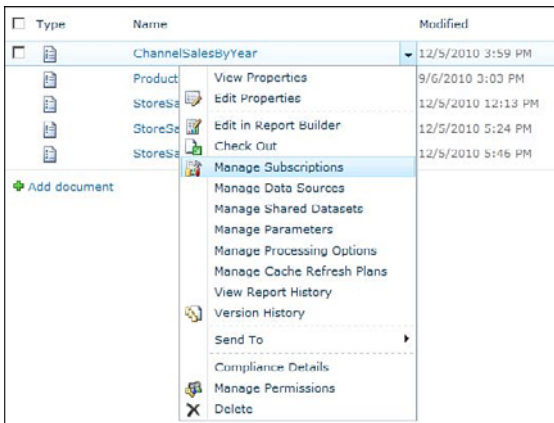 Type Name Modified
ChannelSalesByYear 12/5/2010 3:59 PM
Product 9/6/2010 3:03 PM
StoreSa 12/5/2010 12:13 PM
StoreSa 12/5/2010 5:24 PM
StoreSa 12/5/2010 5:46 PM
Add document
View Properties
Edit Properties
Edit in Report Builder
Check Out
Manage Subscriptions
Manage Data Sources
Manage Shared Datasets
Manage Parameters
Manage Processing Options
Manage Cache Refresh Plans
View Report History
Version History
Send To
Compliance Details
Manage Permissions
Delete